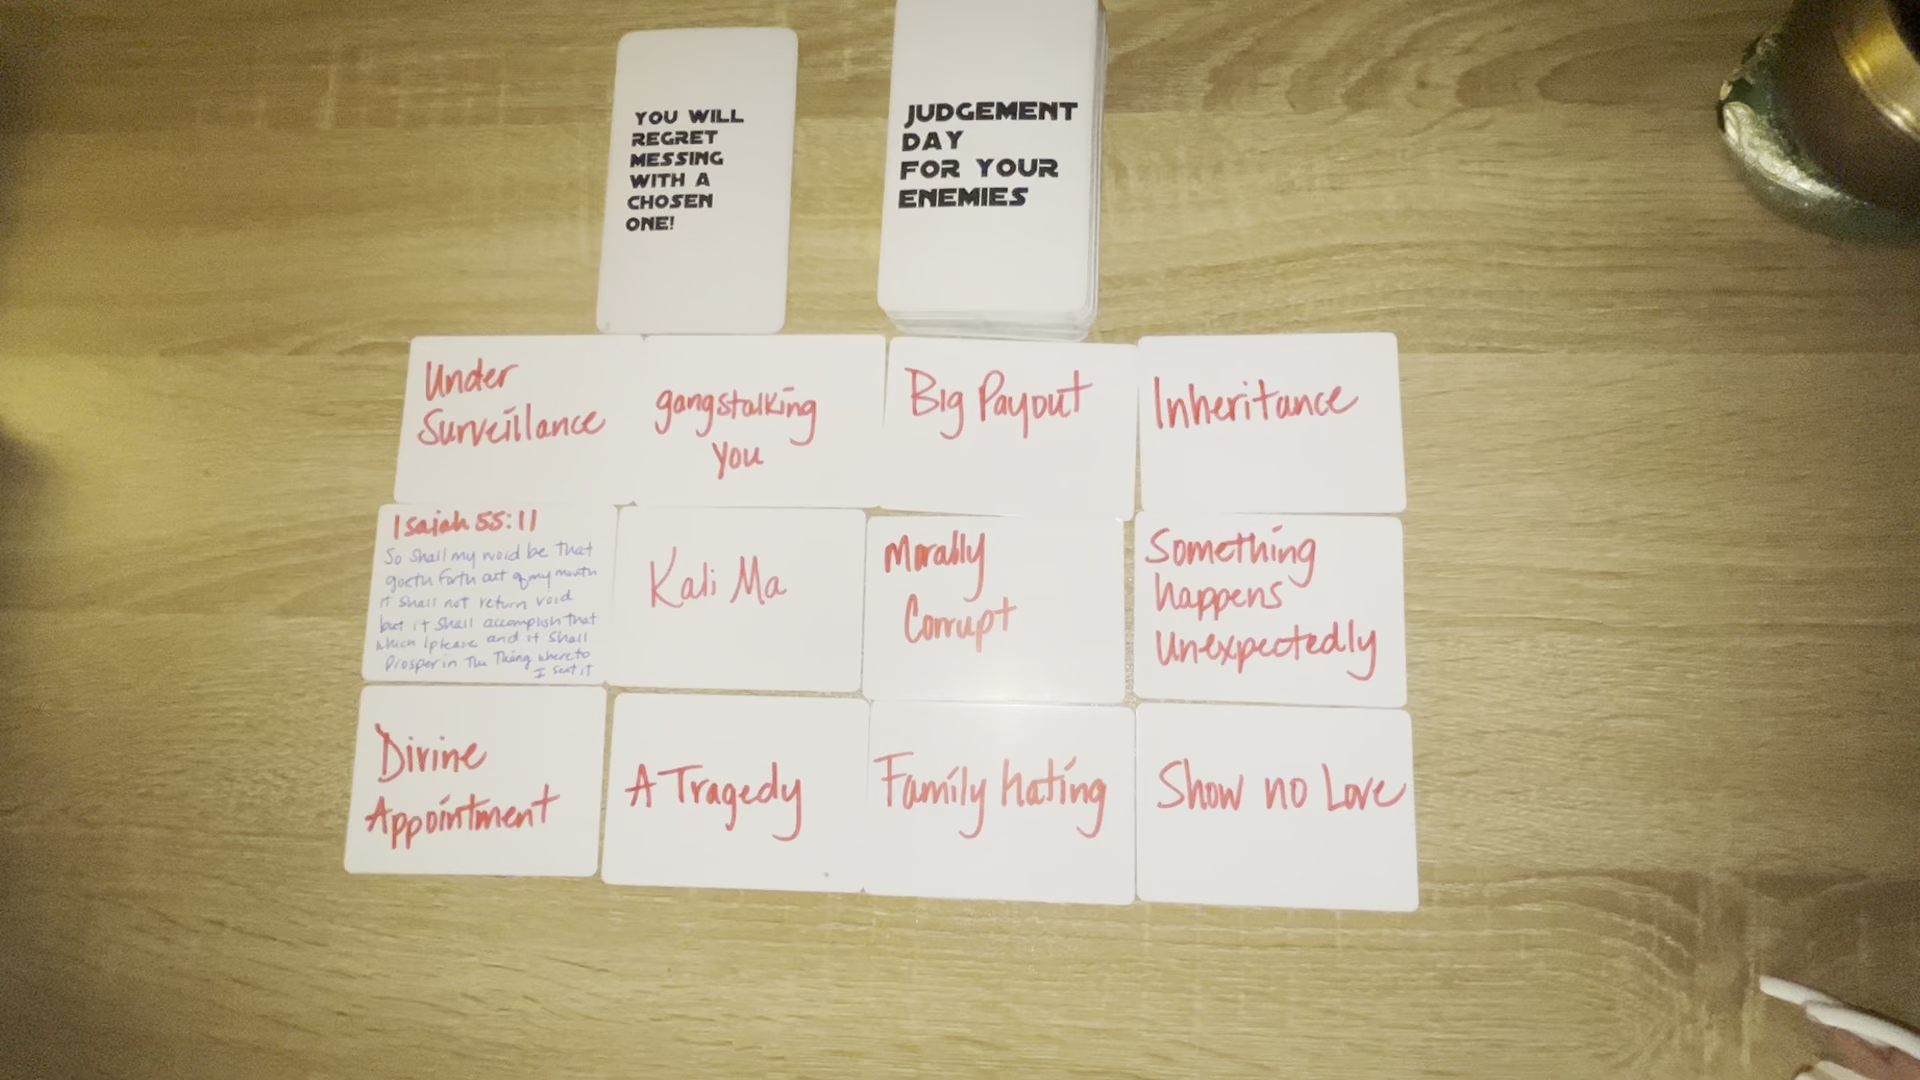 YOU WILL
REGRET
MESSING
WITH A
CHOSEN
ONE!
JUDGEMENT
DAY
FOR YOUR
ENEMIES
Under
Surveillance
gangstalking
You
Big Payout
Inheritance
Isaiah 55:11
So shall my word be that
goeth forth out of my mouth
it shall not return void
but it shall accomplish that
which I please and it shall
Prosper in The Thing whereto
I sent it
Kali Ma
Morally
Corrupt
Something
happens
Unexpectedly
Divine
Appointment
A Tragedy
Family hating
Show no Love